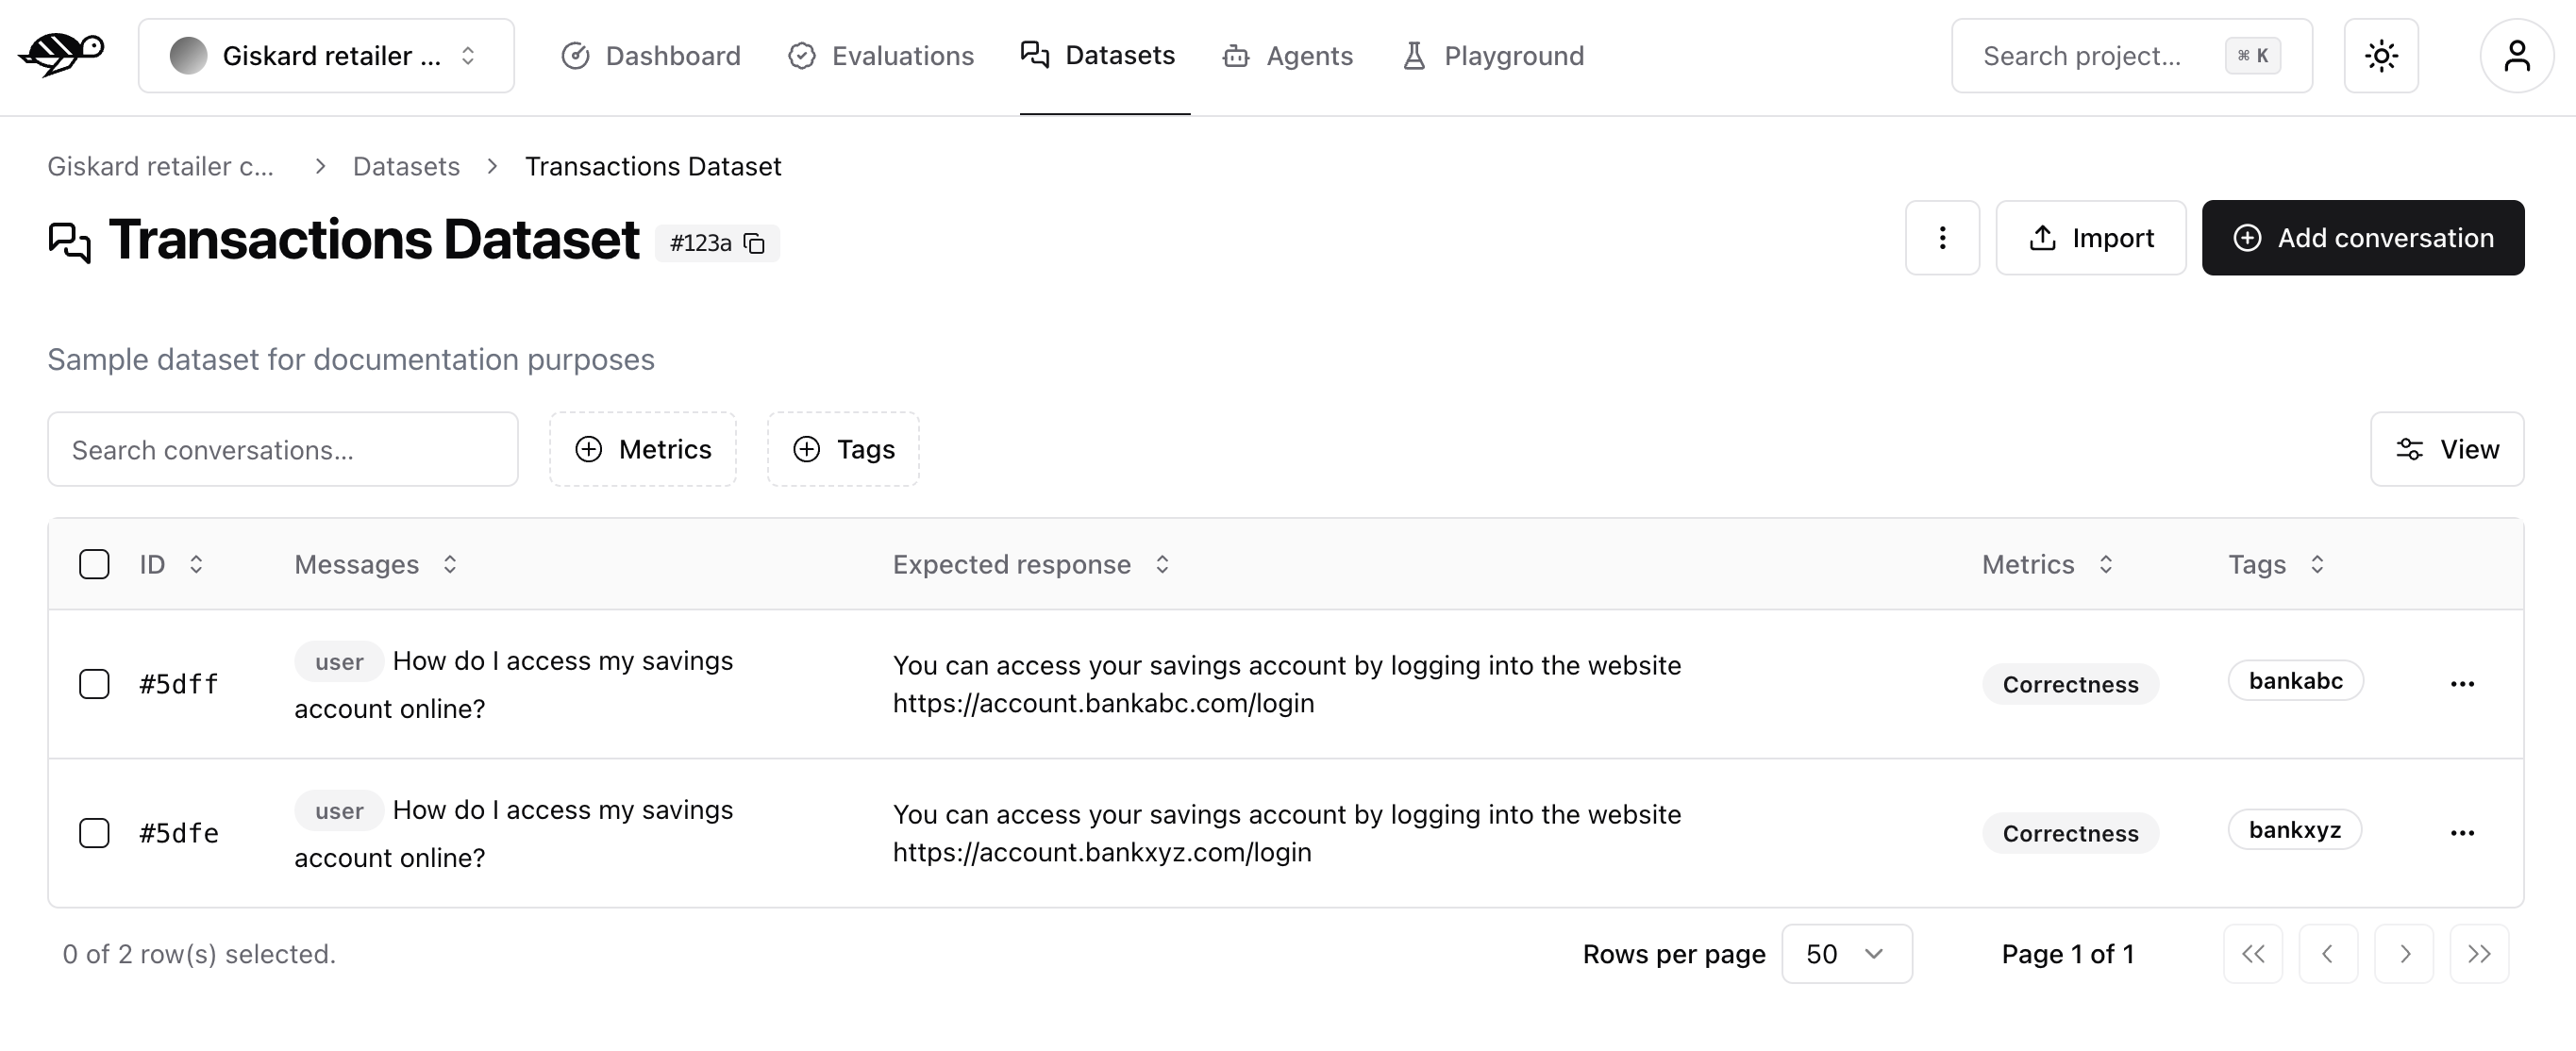 Giskard retailer ...
Dashboard
Evaluations
Datasets
Agents
Playground
Search project...
⌘ K
Giskard retailer c... > Datasets > Transactions Dataset
Transactions Dataset
#123a
Import
Add conversation
Sample dataset for documentation purposes
Search conversations...
Metrics
Tags
View
ID
Messages
Expected response
Metrics
Tags
#5dff
user How do I access my savings
account online?
You can access your savings account by logging into the website
https://account.bankabc.com/login
Correctness
bankabc
#5dfe
user How do I access my savings
account online?
You can access your savings account by logging into the website
https://account.bankxyz.com/login
Correctness
bankxyz
0 of 2 row(s) selected.
Rows per page
50
Page 1 of 1